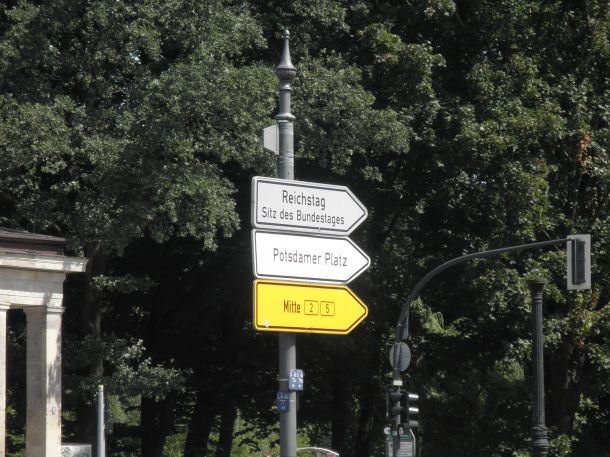 Reichstag
Sitz des Bundestages
Potsdamer Platz
Mitte 2 5